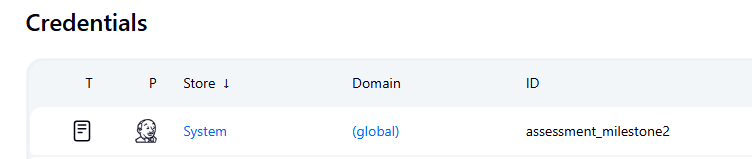 Credentials
T P Store ↓ Domain ID
System (global) assessment_milestone2